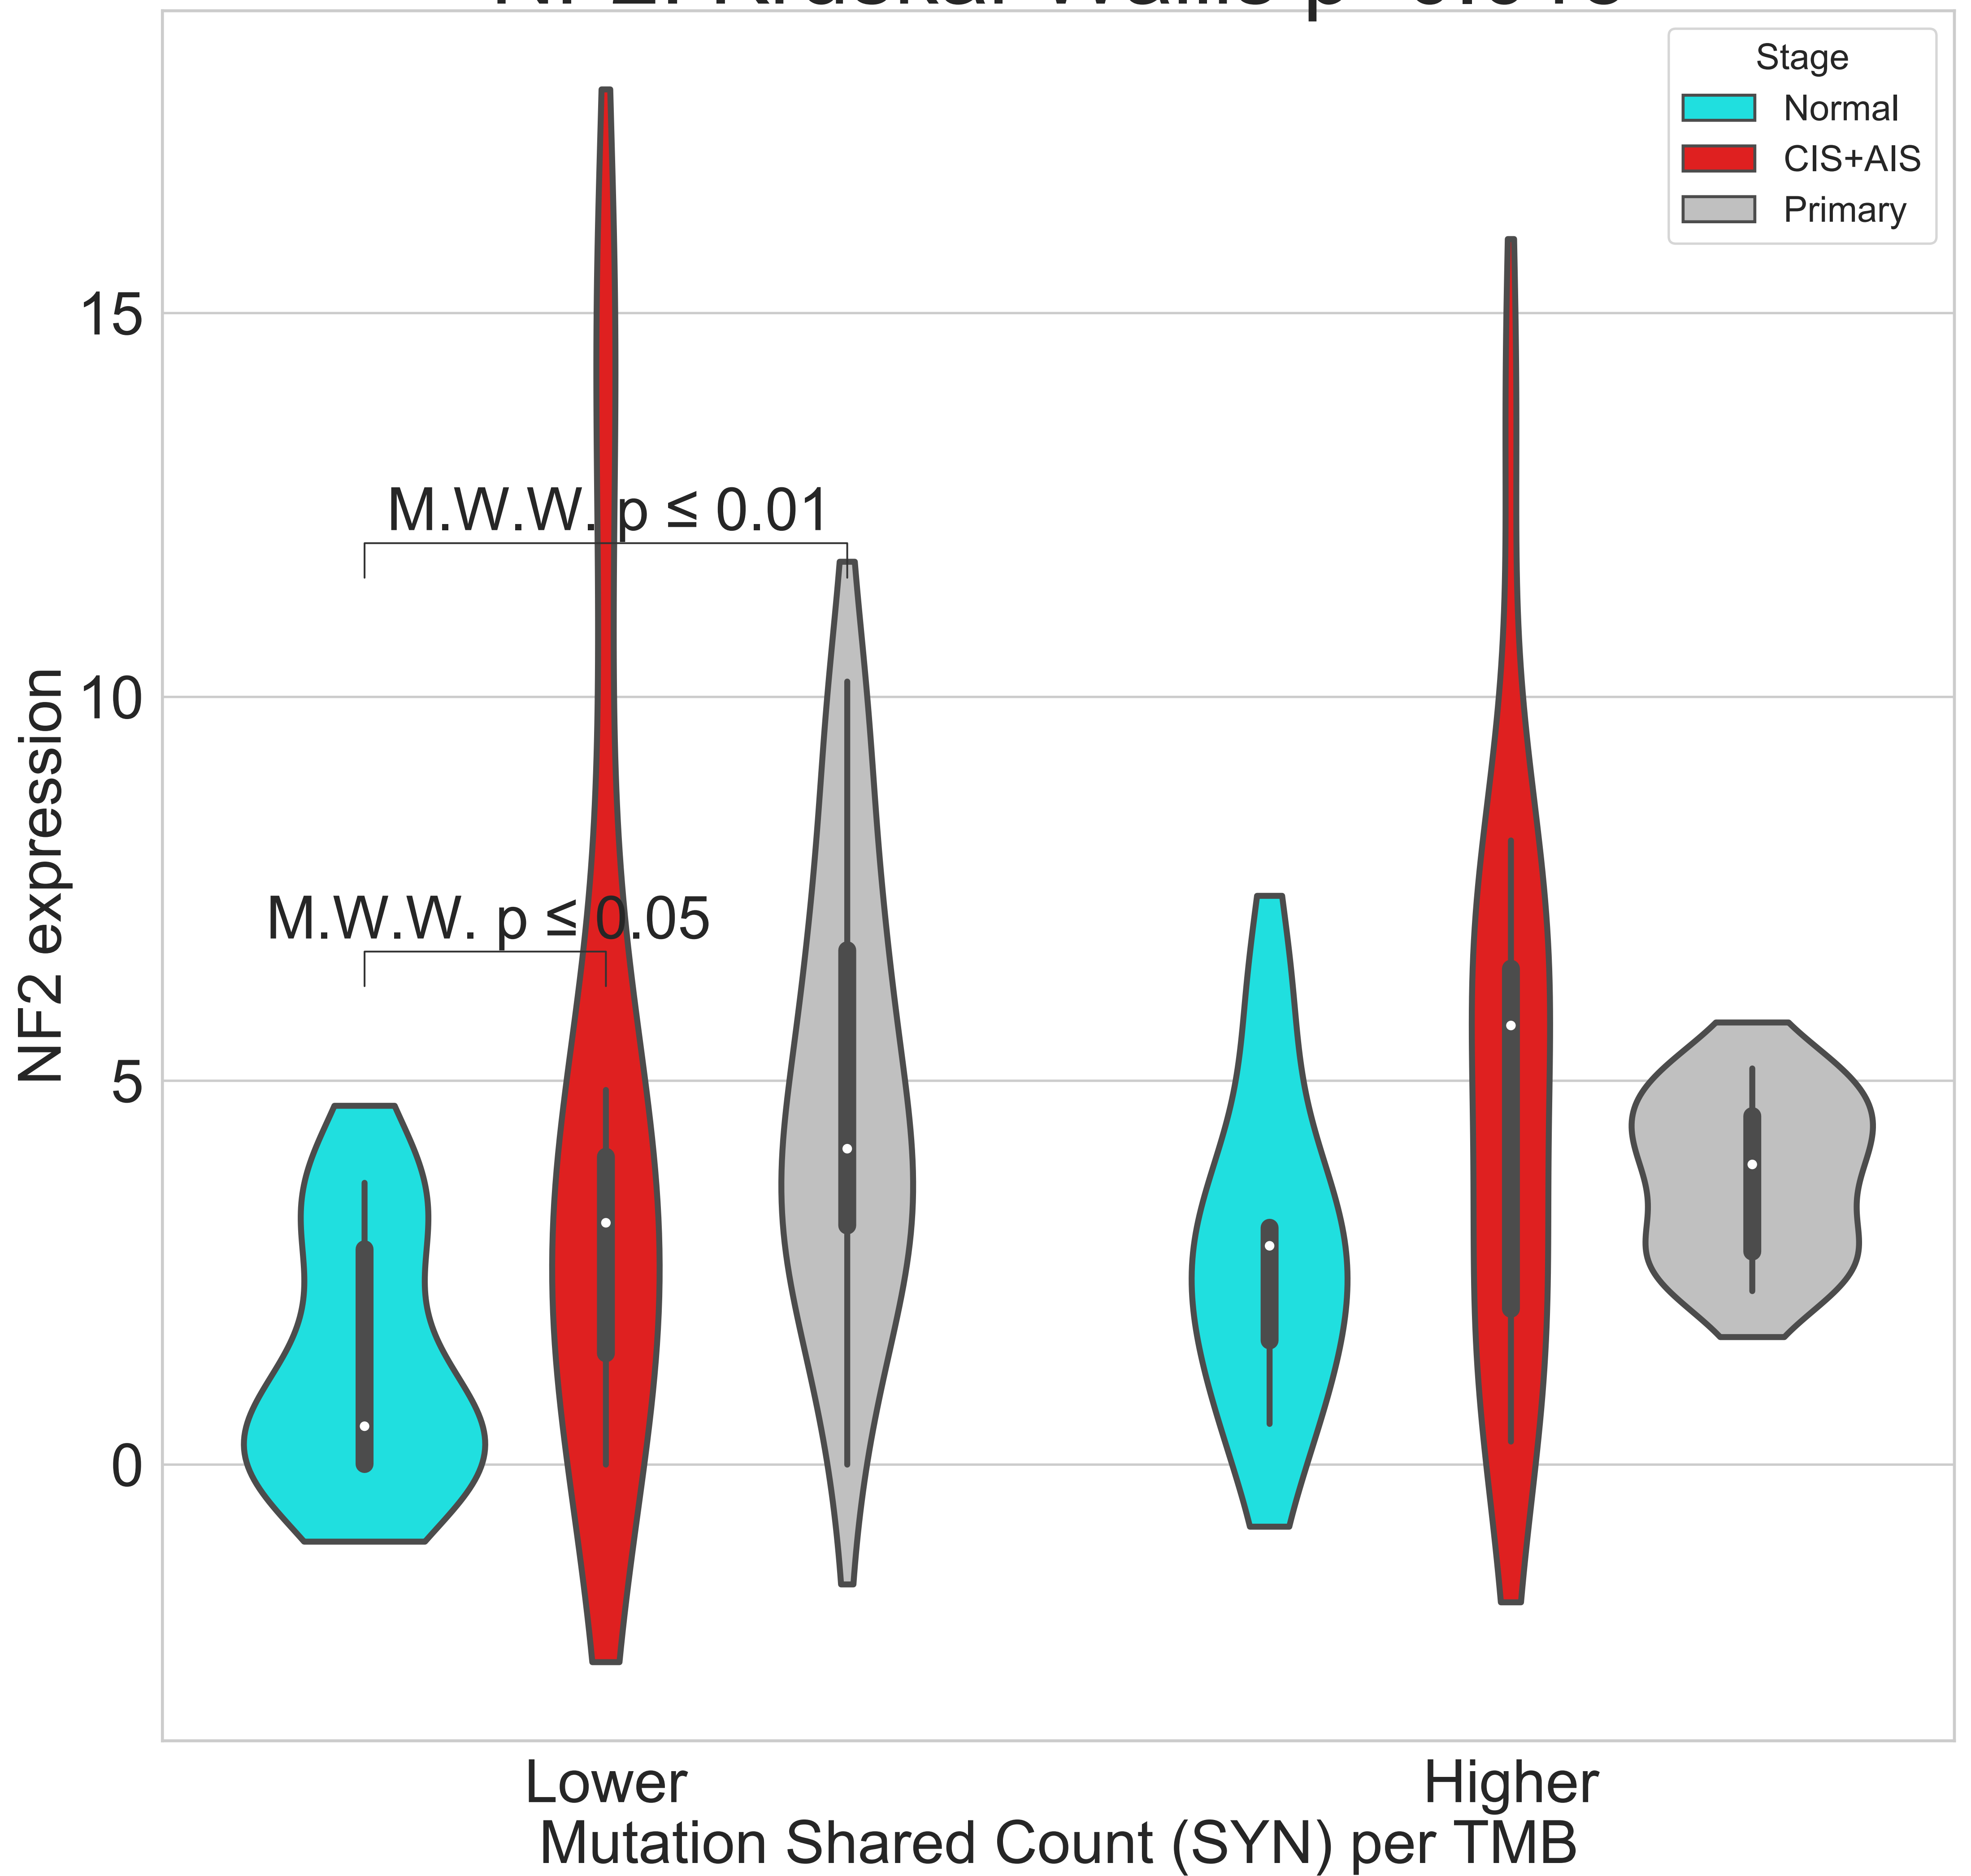 Stage
Normal
CIS+AIS
Primary
15
10
5
0
NF2 expression
M.W.W. p ≤ 0.01
M.W.W. p ≤ 0.05
Lower
Higher
Mutation Shared Count (SYN) per TMB